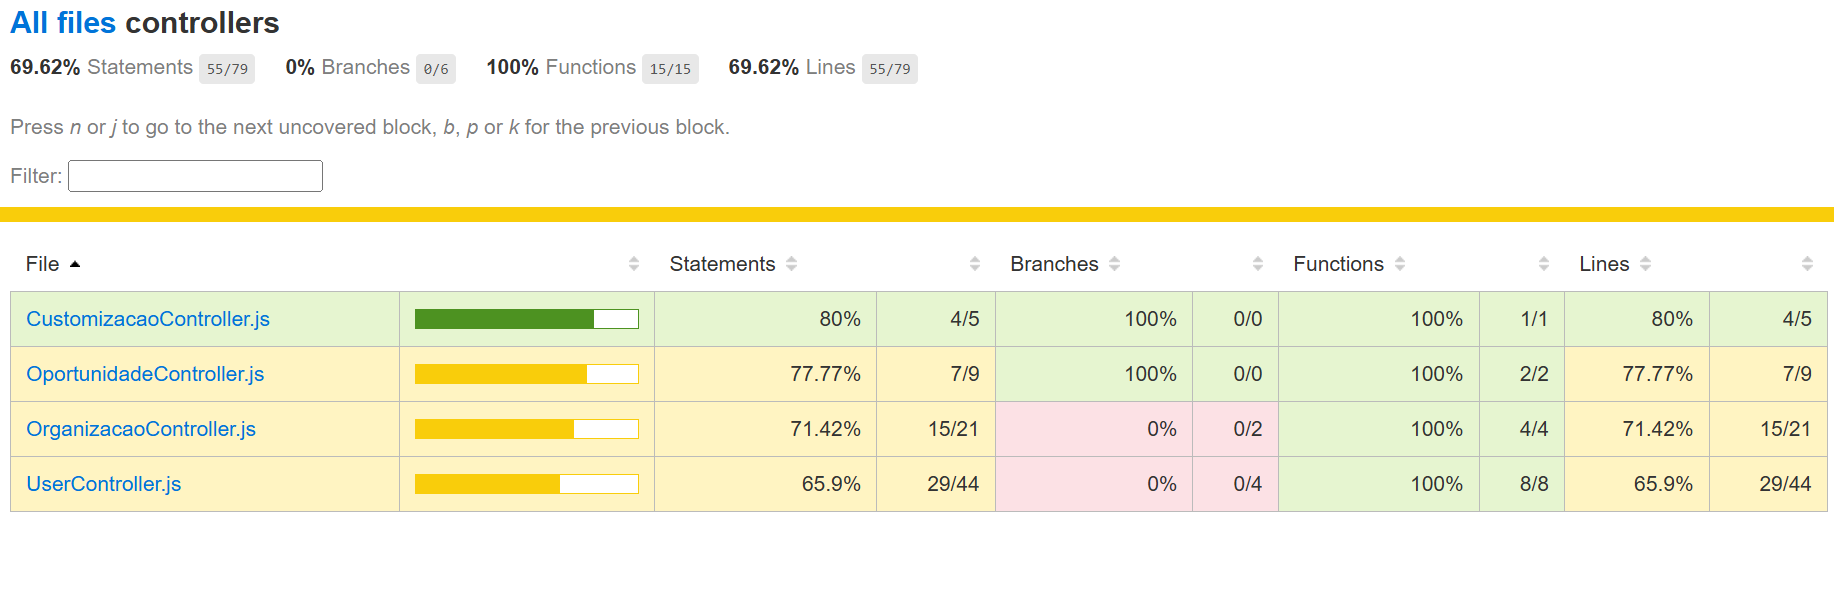 All files controllers
69.62% Statements 55/79 0% Branches 0/6 100% Functions 15/15 69.62% Lines 55/79
Press n or j to go to the next uncovered block, b, p or k for the previous block.
Filter:
File Statements Branches Functions Lines
CustomizacaoController.js 80% 4/5 100% 0/0 100% 1/1 80% 4/5
OportunidadeController.js 77.77% 7/9 100% 0/0 100% 2/2 77.77% 7/9
OrganizacaoController.js 71.42% 15/21 0% 0/2 100% 4/4 71.42% 15/21
UserController.js 65.9% 29/44 0% 0/4 100% 8/8 65.9% 29/44